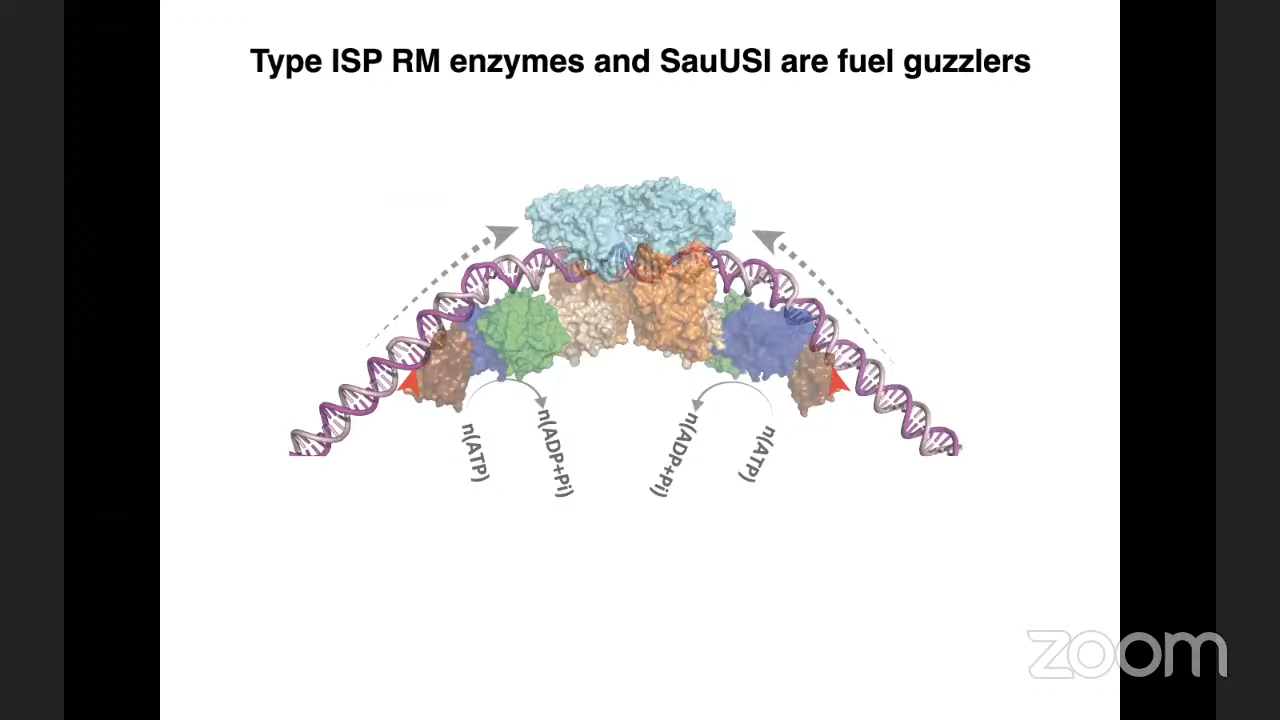 Type ISP RM enzymes and SauUSI are fuel guzzlers
n(ATP)
n(ADP+Pi)
n(ADP+Pi)
n(ATP)
zoom